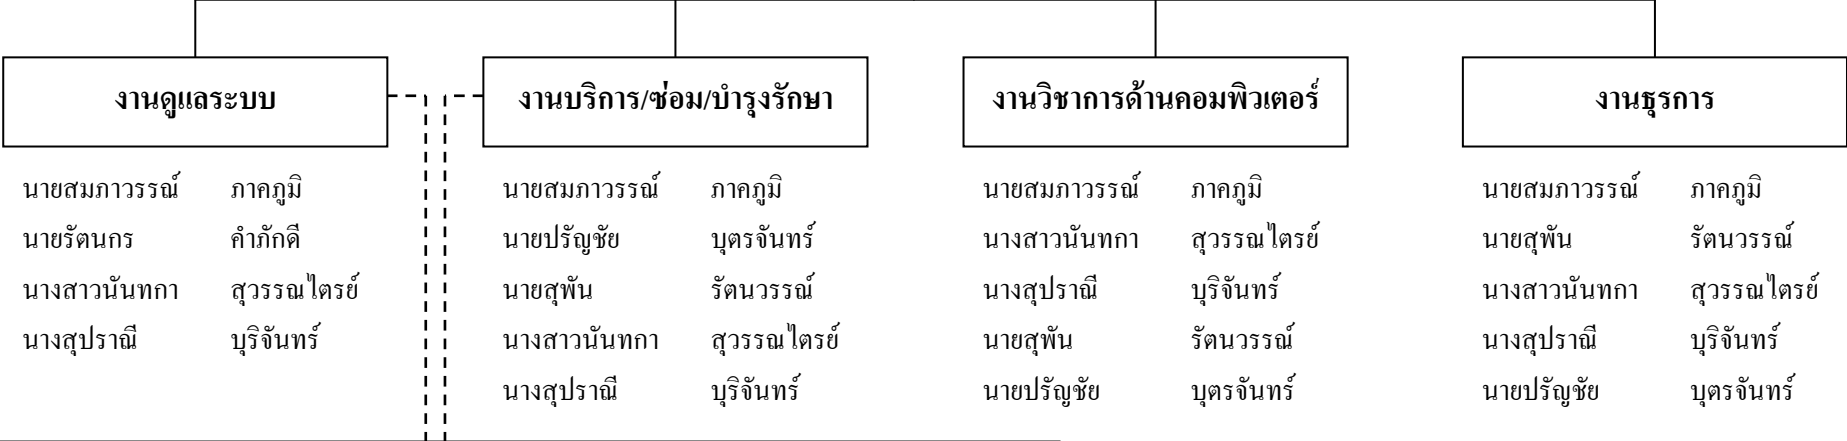 งานดูแลระบบ
นายสมภาวรรณ์ ภาคภูมิ
นายรัตนกร คำภักดี
นางสาวนันทกา สุวรรณไตรย์
นางสุปราณี บุริจันทร์
งานบริการ/ซ่อม/บำรุงรักษา
นายสมภาวรรณ์ ภาคภูมิ
นายปรัญชัย บุตรจันทร์
นายสุพัน รัตนวรรณ์
นางสาวนันทกา สุวรรณไตรย์
นางสุปราณี บุริจันทร์
งานวิชาการด้านคอมพิวเตอร์
นายสมภาวรรณ์ ภาคภูมิ
นางสาวนันทกา สุวรรณไตรย์
นางสุปราณี บุริจันทร์
นายสุพัน รัตนวรรณ์
นายปรัญชัย บุตรจันทร์
งานธุรการ
นายสมภาวรรณ์ ภาคภูมิ
นายสุพัน รัตนวรรณ์
นางสาวนันทกา สุวรรณไตรย์
นางสุปราณี บุริจันทร์
นายปรัญชัย บุตรจันทร์